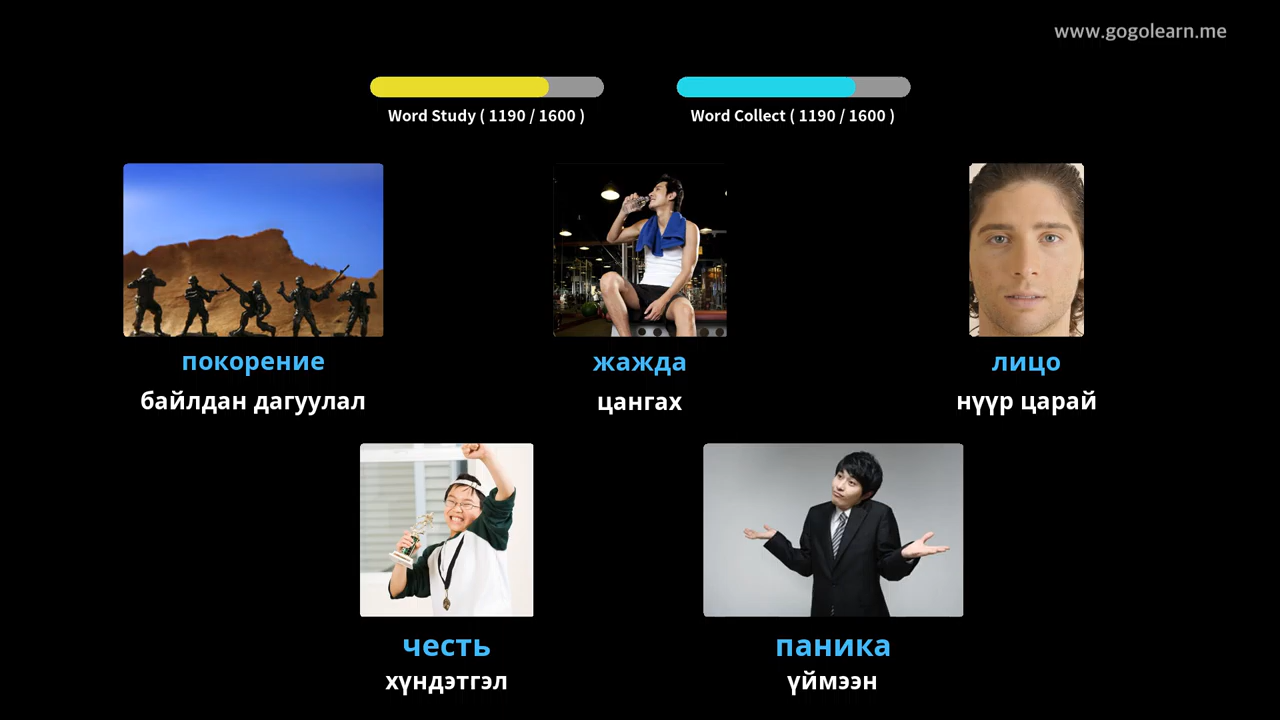 www.gogolearn.me
Word Study ( 1190 / 1600 )
Word Collect ( 1190 / 1600 )
покорение
жажда
лицо
байлдан дагуулал
цангах
нүүр царай
честь
паника
хүндэтгэл
үймээн